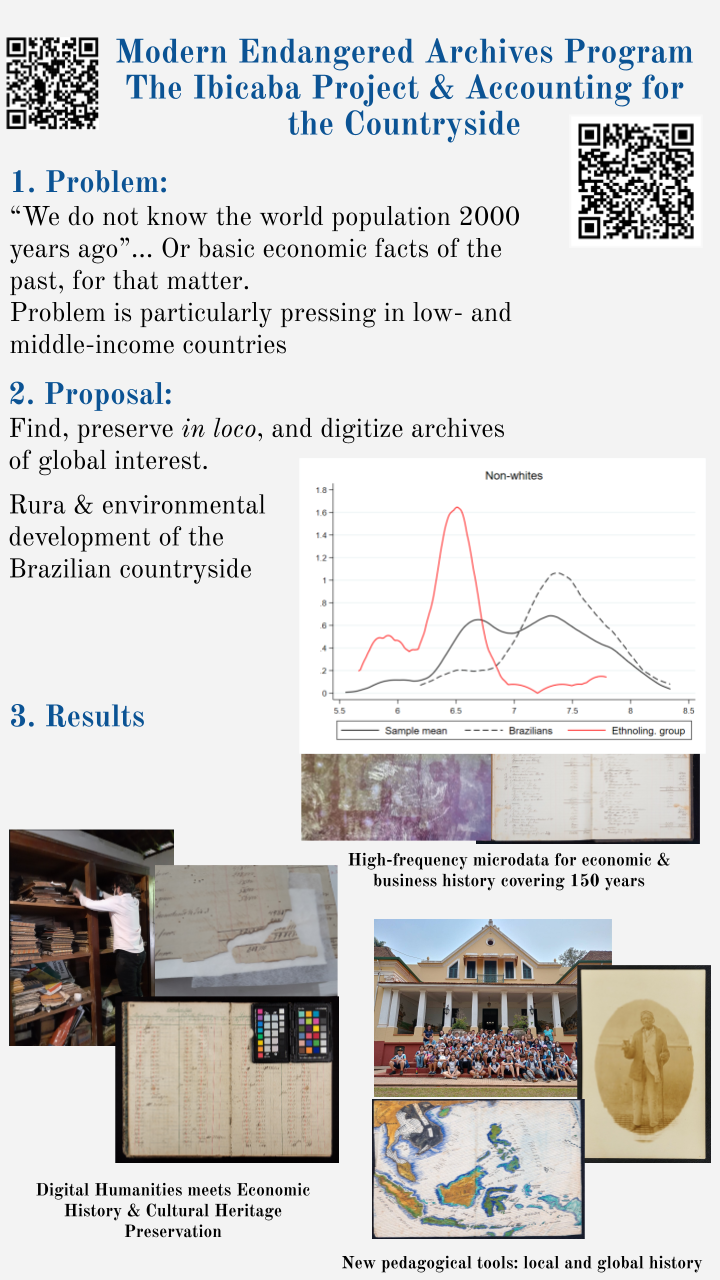 Modern Endangered Archives Program
The Ibicaba Project & Accounting for
the Countryside
1. Problem:
“We do not know the world population 2000
years ago”... Or basic economic facts of the
past, for that matter.
Problem is particularly pressing in low- and
middle-income countries
2. Proposal:
Find, preserve in loco, and digitize archives
of global interest.
Rura & environmental
development of the
Brazilian countryside
Non-whites
1.8
1.6
1.4
1.2
1
.8
.6
.4
.2
0
5.5 6 6.5 7 7.5 8 8.5
Sample mean Brazilians Ethnoling. group
3. Results
High-frequency microdata for economic &
business history covering 150 years
Digital Humanities meets Economic
History & Cultural Heritage
Preservation
New pedagogical tools: local and global history